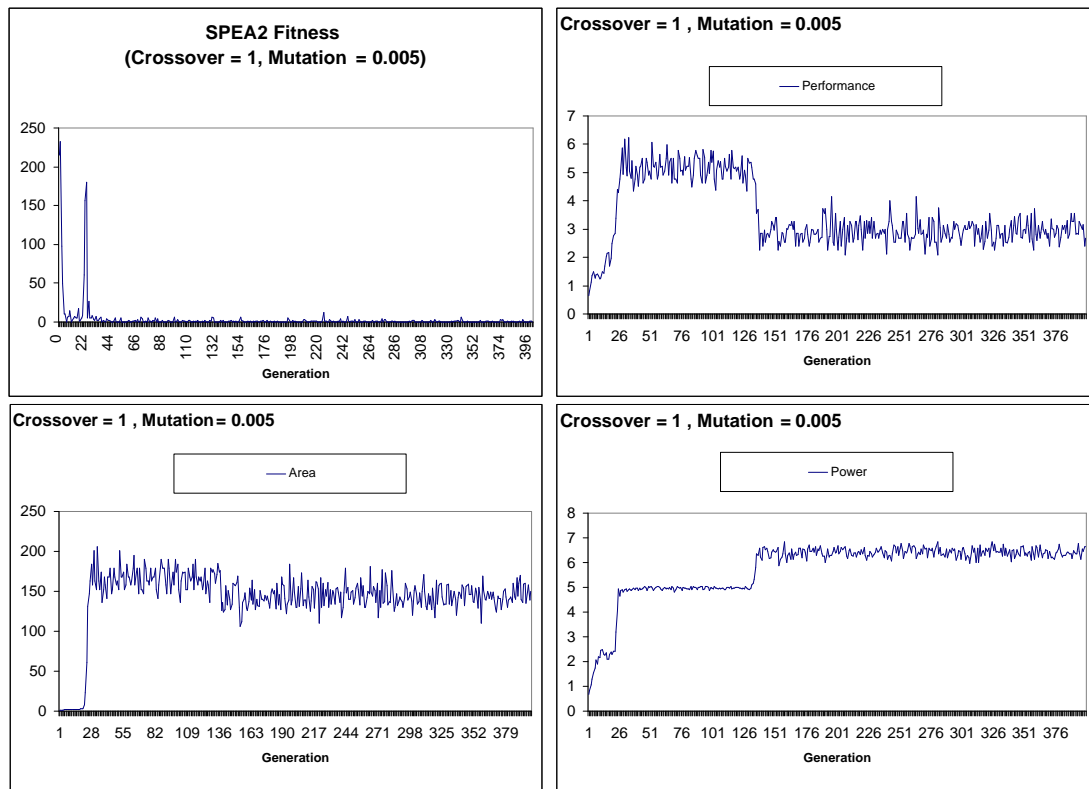 SPEA2 Fitness
(Crossover = 1, Mutation = 0.005)
250
200
150
100
50
0
0 22 44 66 88 110 132 154 176 198 220 242 264 286 308 330 352 374 396
Generation
Crossover = 1 , Mutation = 0.005
Performance
7
6
5
4
3
2
1
0
1 26 51 76 101 126 151 176 201 226 251 276 301 326 351 376
Generation
Crossover = 1 , Mutation = 0.005
Area
250
200
150
100
50
0
1 28 55 82 109 136 163 190 217 244 271 298 325 352 379
Generation
Crossover = 1 , Mutation = 0.005
Power
8
7
6
5
4
3
2
1
0
1 26 51 76 101 126 151 176 201 226 251 276 301 326 351 376
Generation